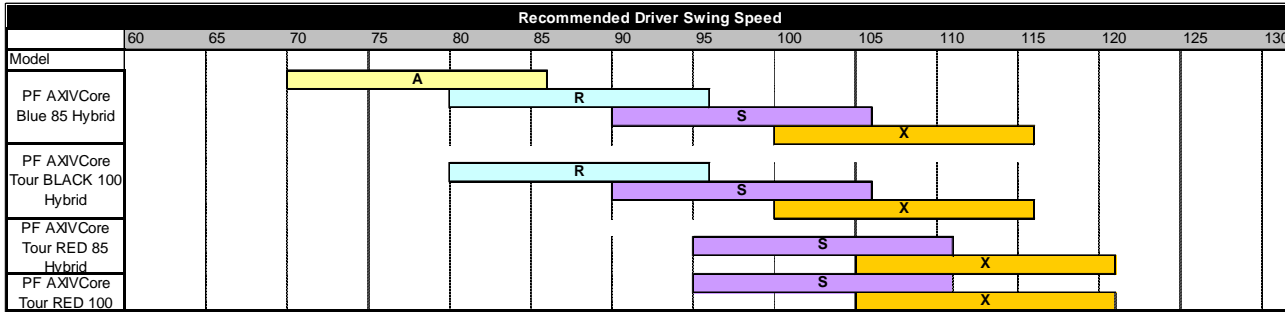 Recommended Driver Swing Speed
60 65 70 75 80 85 90 95 100 105 110 115 120 125 130
Model
PF AXIVCore
Blue 85 Hybrid
A
R
S
X
PF AXIVCore
Tour BLACK 100
Hybrid
R
S
X
PF AXIVCore
Tour RED 85
Hybrid
S
X
PF AXIVCore
Tour RED 100
S
X